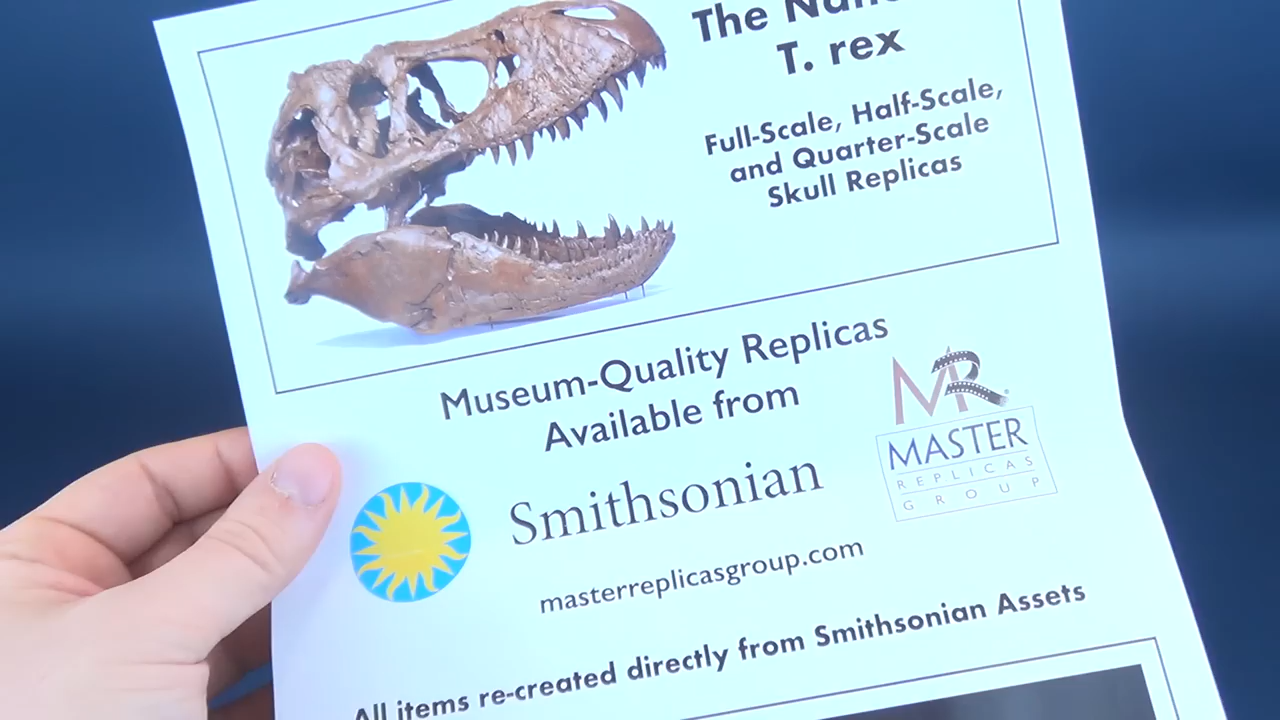 The
T. rex
Full-Scale, Half-Scale,
and Quarter-Scale
Skull Replicas
Museum-Quality Replicas
Available from
Smithsonian
MR
MASTER
REPLICAS
GROUP
masterreplicasgroup.com
All items re-created directly from Smithsonian Assets